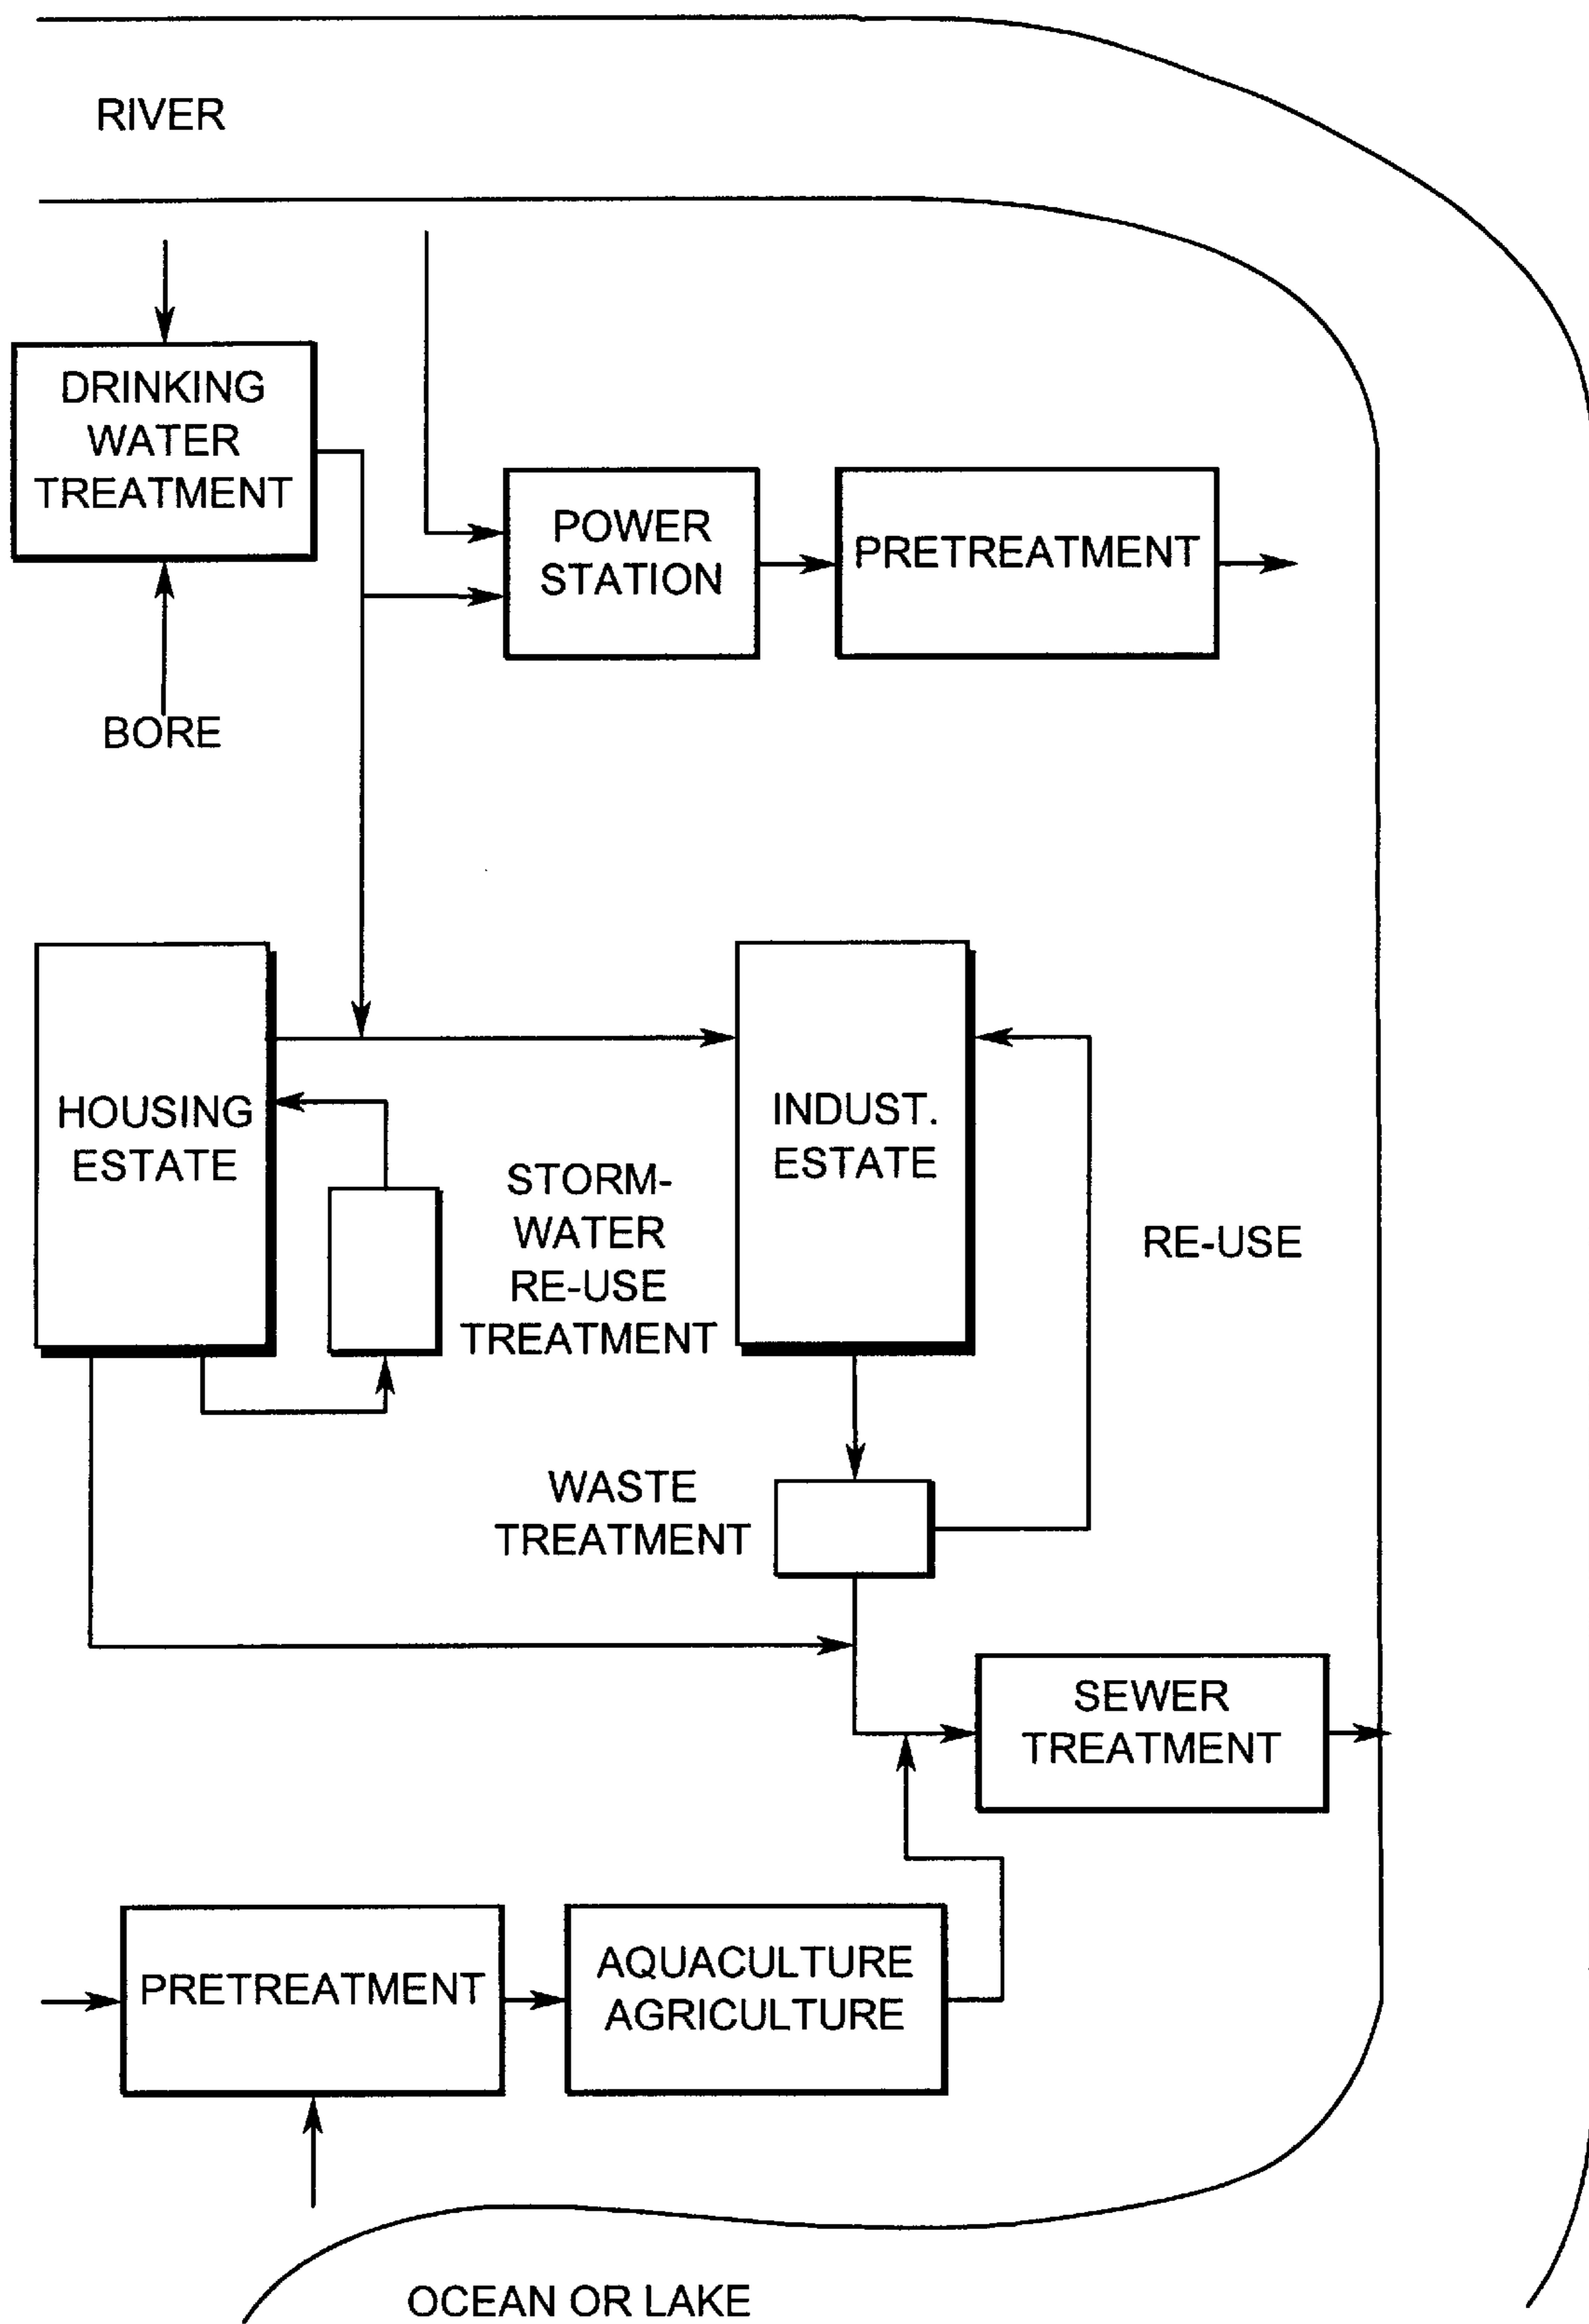 RIVER
DRINKING
WATER
TREATMENT
POWER
STATION
PRETREATMENT
BORE
HOUSING
ESTATE
STORM-
WATER
RE-USE
TREATMENT
INDUST.
ESTATE
RE-USE
WASTE
TREATMENT
SEWER
TREATMENT
PRETREATMENT
AQUACULTURE
AGRICULTURE
OCEAN OR LAKE